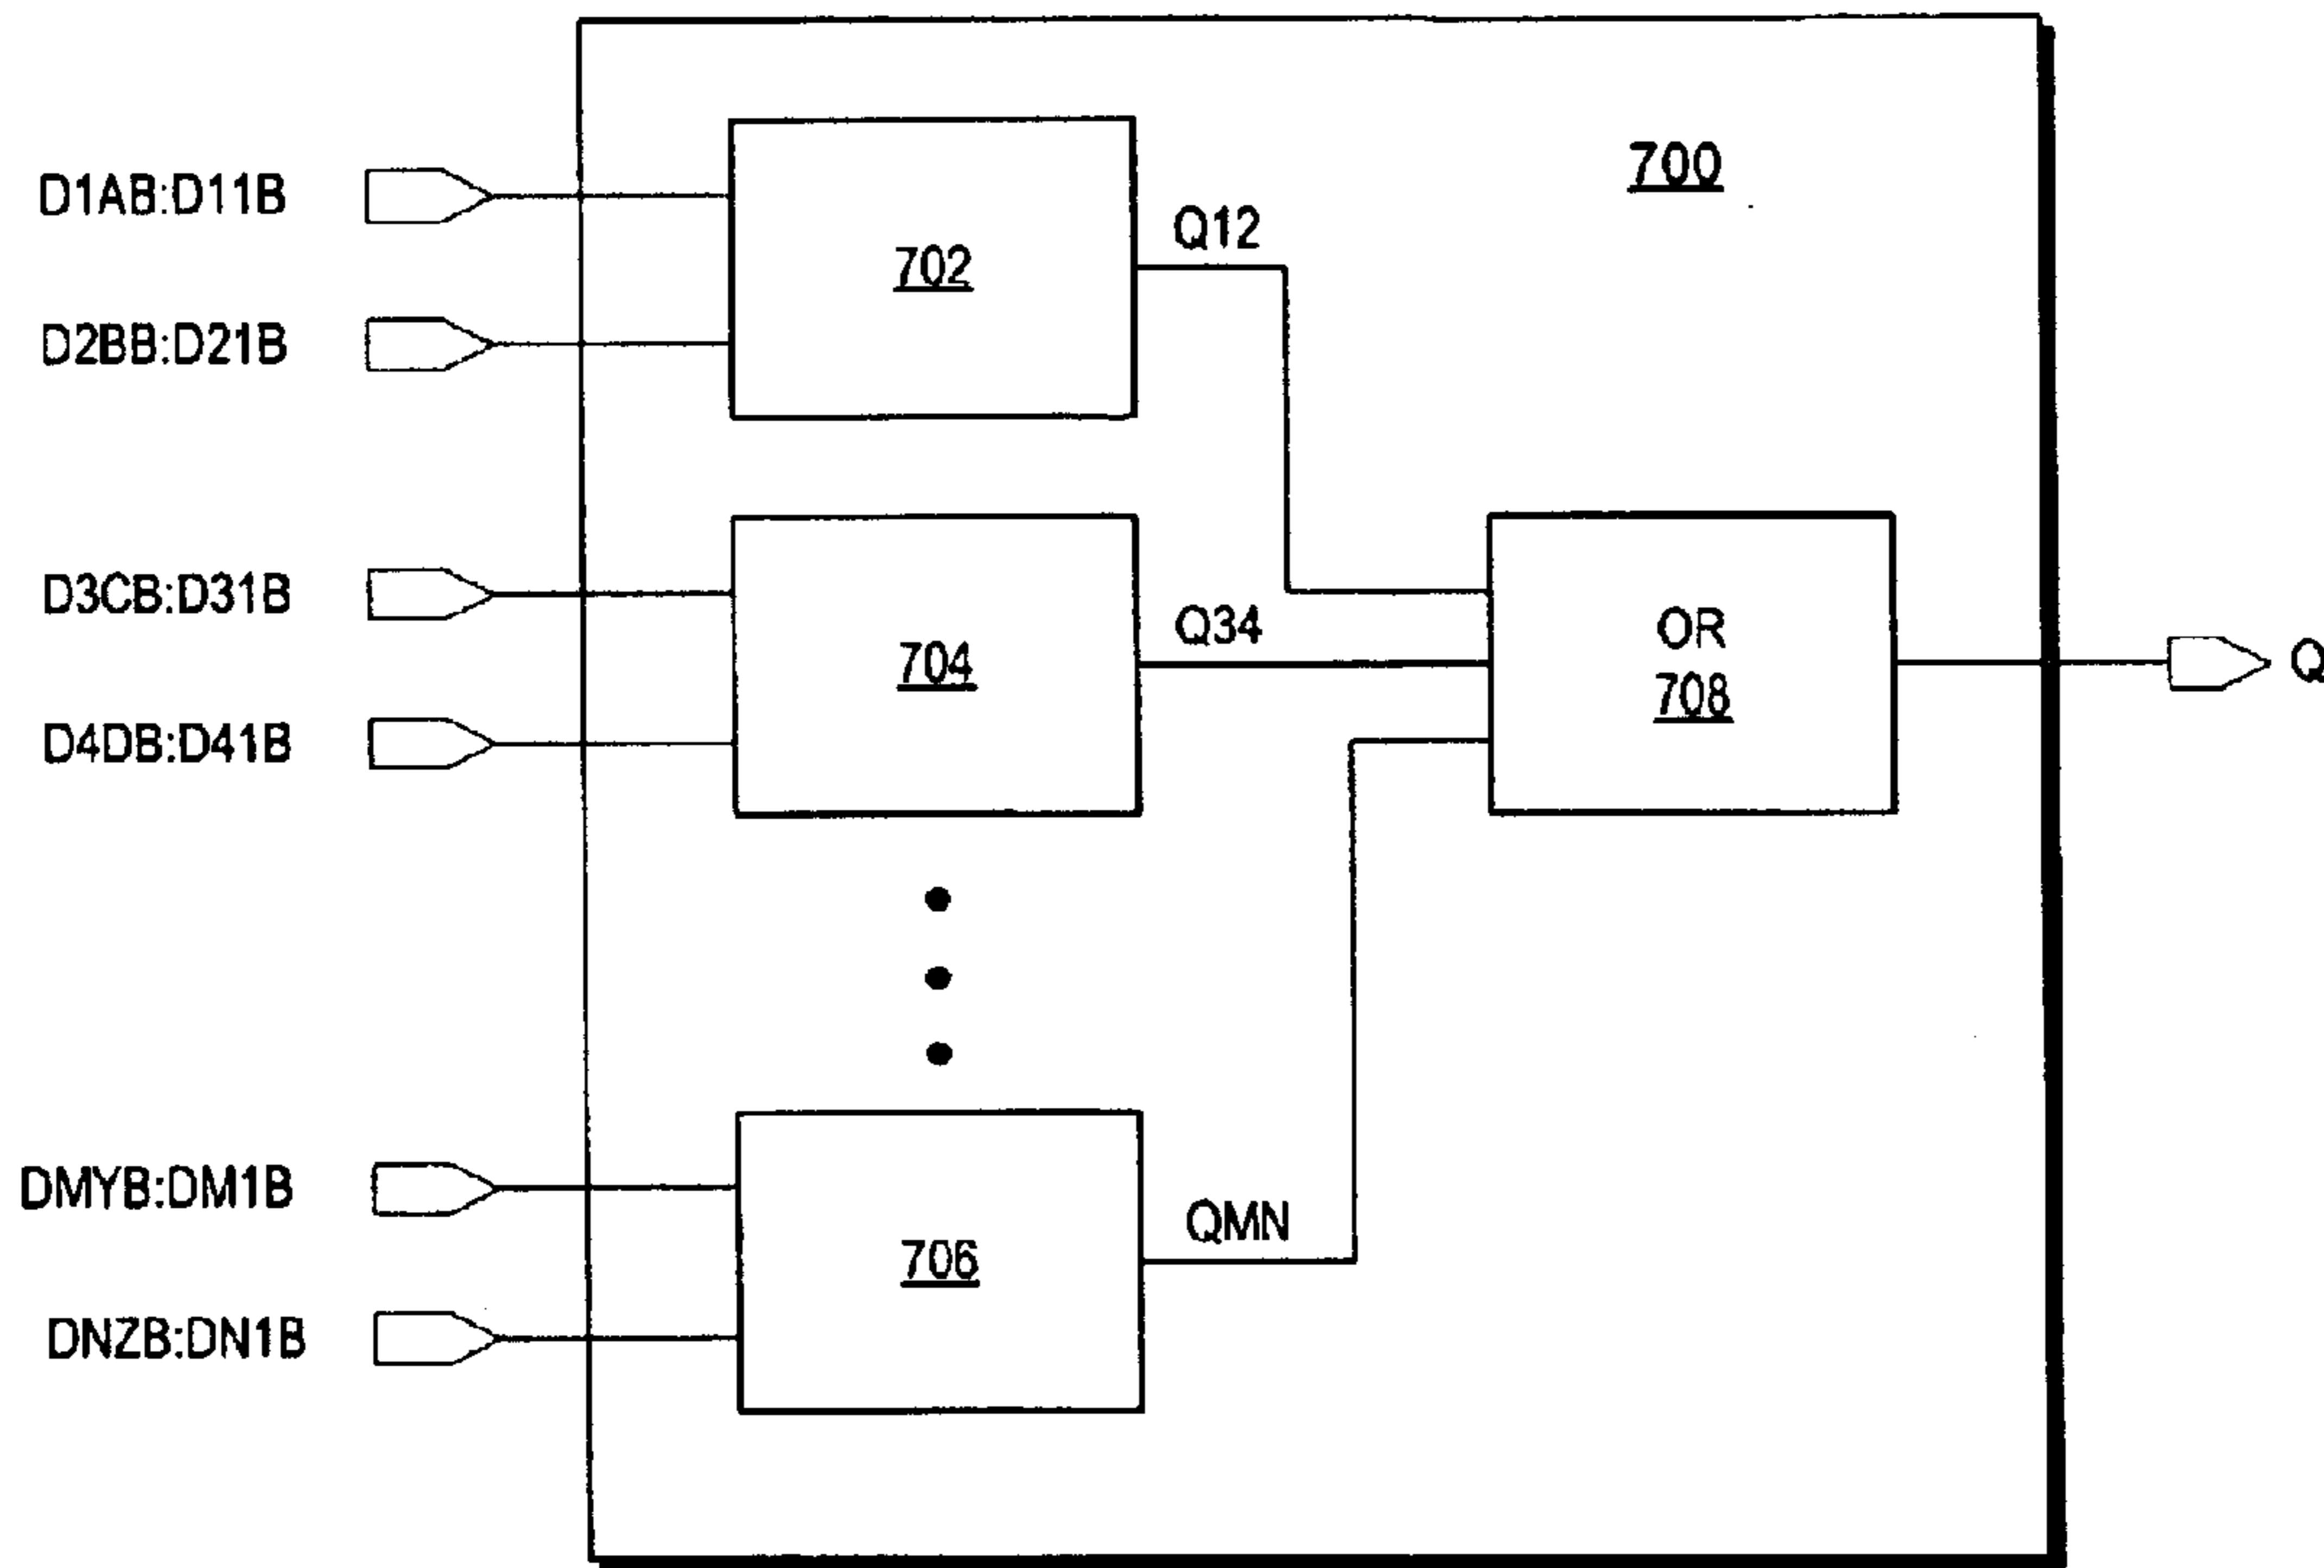 700
D1AB:D11B
Q12
702
D2BB:D21B
D3CB:D31B
Q34
OR
704
708
Q
D4DB:D41B
DMYB:DM1B
QMN
706
DNZB:DN1B